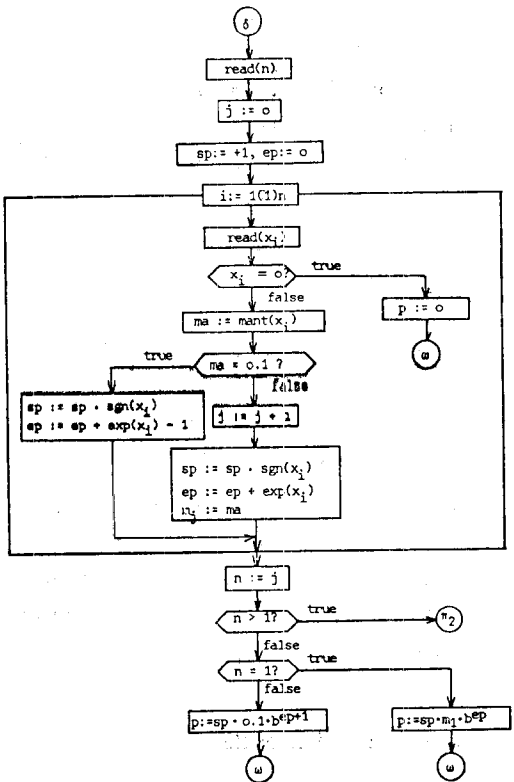 δ
read(n)
j := o
sp:= +1, ep:= o
i:= 1(1)n
read(x_i)
x_i = o?
true
false
p := o
ω
ma := mant(x_i)
true
ma = 0.1 ?
false
sp := sp · sgn(x_i)
ep := ep + exp(x_i) - 1
j := j + 1
sp := sp · sgn(x_i)
ep := ep + exp(x_i)
m_j := ma
n := j
n > 1?
true
π_2
false
n = 1?
true
false
p:=sp·o.1·b^ep+1
p:=sp·m_1·b^ep
ω
ω